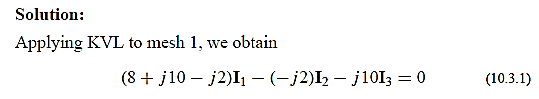 Solution:
Applying KVL to mesh 1, we obtain
(8 + j10 − j2)I₁ − (−j2)I₂ − j10I₃ = 0 (10.3.1)